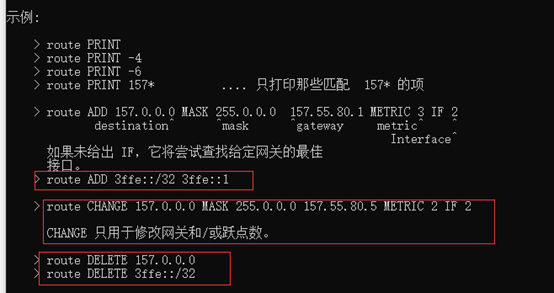 示例:
> route PRINT
> route PRINT -4
> route PRINT -6
> route PRINT 157* .... 只打印那些匹配 157* 的项
> route ADD 157.0.0.0 MASK 255.0.0.0 157.55.80.1 METRIC 3 IF 2
destination^ ^mask ^gateway metric^ ^
Interface^
如果未给出 IF，它将尝试查找给定网关的最佳
接口。
> route ADD 3ffe::/32 3ffe::1
> route CHANGE 157.0.0.0 MASK 255.0.0.0 157.55.80.5 METRIC 2 IF 2
CHANGE 只用于修改网关和/或跃点数。
> route DELETE 157.0.0.0
> route DELETE 3ffe::/32